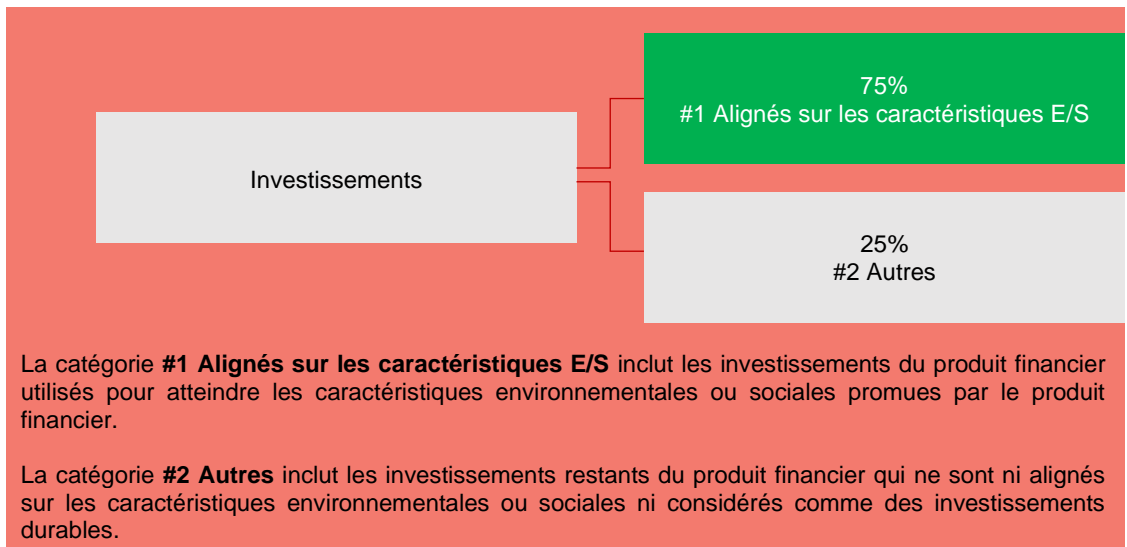 75%
#1 Alignés sur les caractéristiques E/S
Investissements
25%
#2 Autres
La catégorie #1 Alignés sur les caractéristiques E/S inclut les investissements du produit financier
utilisés pour atteindre les caractéristiques environnementales ou sociales promues par le produit
financier.
La catégorie #2 Autres inclut les investissements restants du produit financier qui ne sont ni alignés
sur les caractéristiques environnementales ou sociales ni considérés comme des investissements
durables.